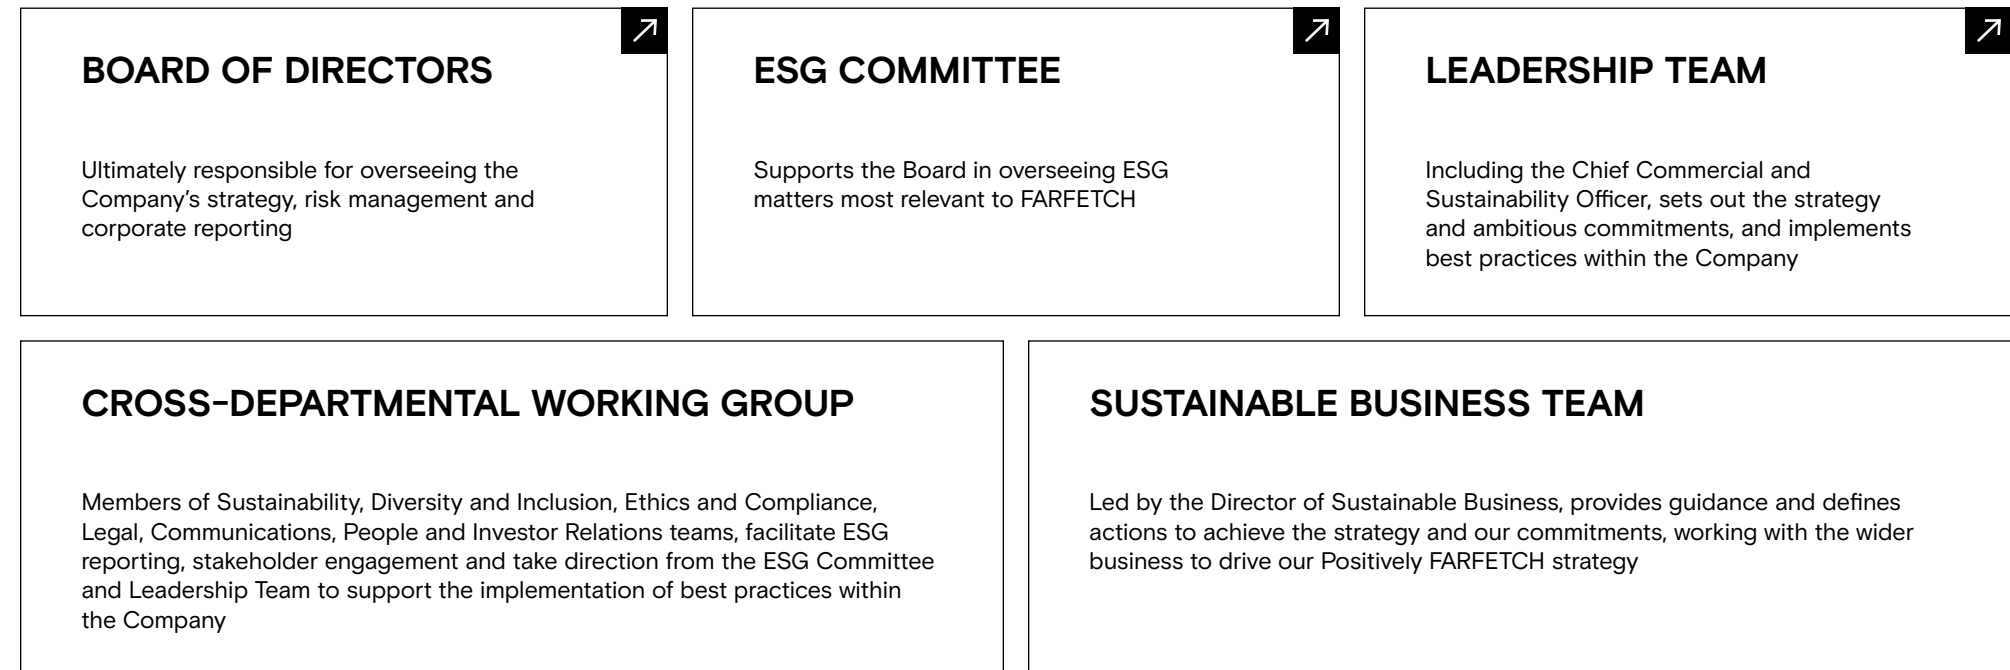 BOARD OF DIRECTORS
Ultimately responsible for overseeing the
Company’s strategy, risk management and
corporate reporting
ESG COMMITTEE
Supports the Board in overseeing ESG
matters most relevant to FARFETCH
LEADERSHIP TEAM
Including the Chief Commercial and
Sustainability Officer, sets out the strategy
and ambitious commitments, and implements
best practices within the Company
CROSS-DEPARTMENTAL WORKING GROUP
Members of Sustainability, Diversity and Inclusion, Ethics and Compliance,
Legal, Communications, People and Investor Relations teams, facilitate ESG
reporting, stakeholder engagement and take direction from the ESG Committee
and Leadership Team to support the implementation of best practices within
the Company
SUSTAINABLE BUSINESS TEAM
Led by the Director of Sustainable Business, provides guidance and defines
actions to achieve the strategy and our commitments, working with the wider
business to drive our Positively FARFETCH strategy